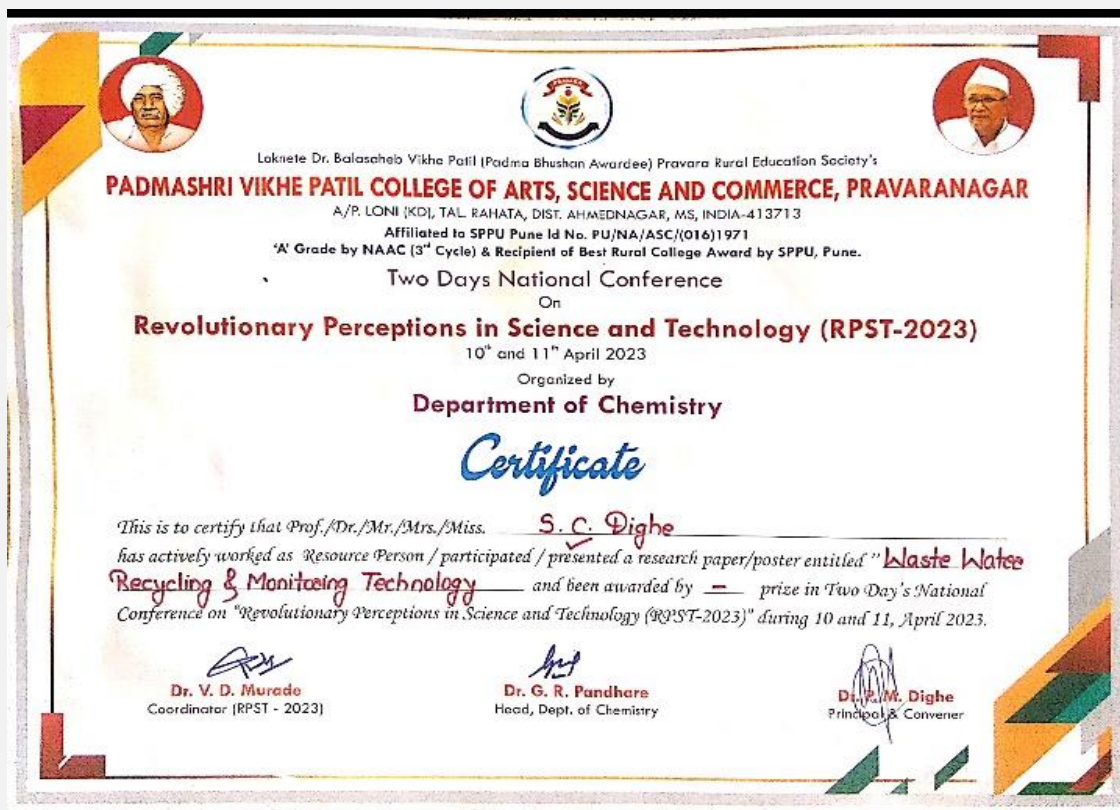 PRAVARA
Loknete Dr. Balasaheb Vikhe Patil (Padma Bhushan Awardee) Pravara Rural Education Society's
PADMASHRI VIKHE PATIL COLLEGE OF ARTS, SCIENCE AND COMMERCE, PRAVARANAGAR
A/P. LONI (KD), TAL. RAHATA, DIST. AHMEDNAGAR, MS, INDIA-413713
Affiliated to SPPU Pune Id No. PU/NA/ASC/(016)1971
'A' Grade by NAAC (3rd Cycle) & Recipient of Best Rural College Award by SPPU, Pune.
Two Days National Conference
On
Revolutionary Perceptions in Science and Technology (RPST-2023)
10th and 11th April 2023
Organized by
Department of Chemistry
Certificate
This is to certify that Prof./Dr./Mr./Mrs./Miss. S. C. Dighe
has actively worked as Resource Person / participated / presented a research paper/poster entitled "Waste Water
Recycling & Monitoring Technology and been awarded by — prize in Two Day's National
Conference on "Revolutionary Perceptions in Science and Technology (RPST-2023)" during 10 and 11, April 2023.
Dr. V. D. Murade Dr. G. R. Pandhare Dr. P. M. Dighe
Coordinator (RPST - 2023) Head, Dept. of Chemistry Principal & Convener